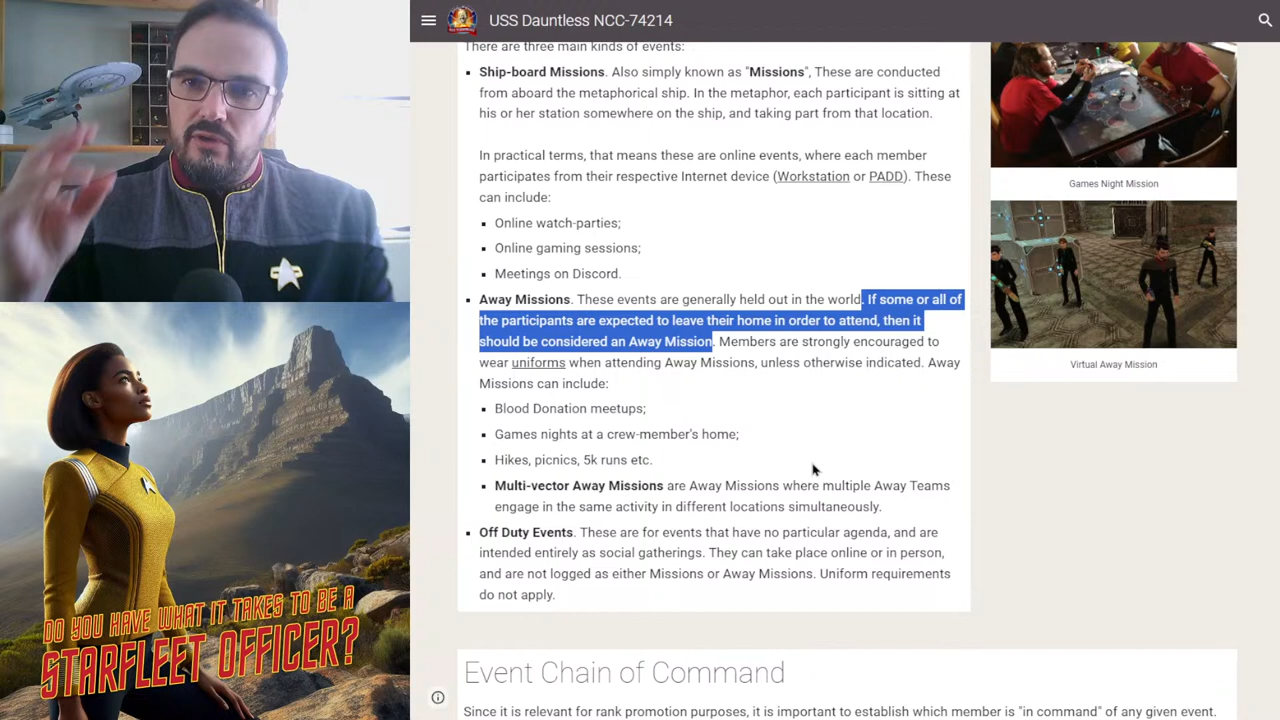 USS Dauntless NCC-74214
There are three main kinds of events:
Ship-board Missions. Also simply known as "Missions", These are conducted
from aboard the metaphorical ship. In the metaphor, each participant is sitting at
his or her station somewhere on the ship, and taking part from that location.
In practical terms, that means these are online events, where each member
participates from their respective Internet device (Workstation or PADD). These
can include:
Online watch-parties;
Online gaming sessions;
Meetings on Discord.
Away Missions. These events are generally held out in the world. If some or all of
the participants are expected to leave their home in order to attend, then it
should be considered an Away Mission. Members are strongly encouraged to
wear uniforms when attending Away Missions, unless otherwise indicated. Away
Missions can include:
Blood Donation meetups;
Games nights at a crew-member's home;
Hikes, picnics, 5k runs etc.
Multi-vector Away Missions are Away Missions where multiple Away Teams
engage in the same activity in different locations simultaneously.
Off Duty Events. These are for events that have no particular agenda, and are
intended entirely as social gatherings. They can take place online or in person,
and are not logged as either Missions or Away Missions. Uniform requirements
do not apply.
Games Night Mission
Virtual Away Mission
Event Chain of Command
Since it is relevant for rank promotion purposes, it is important to establish which member is "in command" of any given event.
DO YOU HAVE WHAT IT TAKES TO BE A
STARFLEET OFFICER?